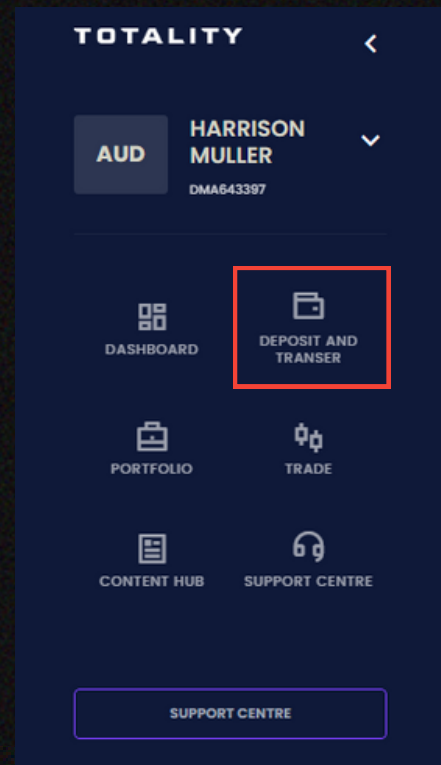 TOTALITY
AUD
HARRISON
MULLER
DMA643397
DASHBOARD
DEPOSIT AND
TRANSER
PORTFOLIO
TRADE
CONTENT HUB
SUPPORT CENTRE
SUPPORT CENTRE